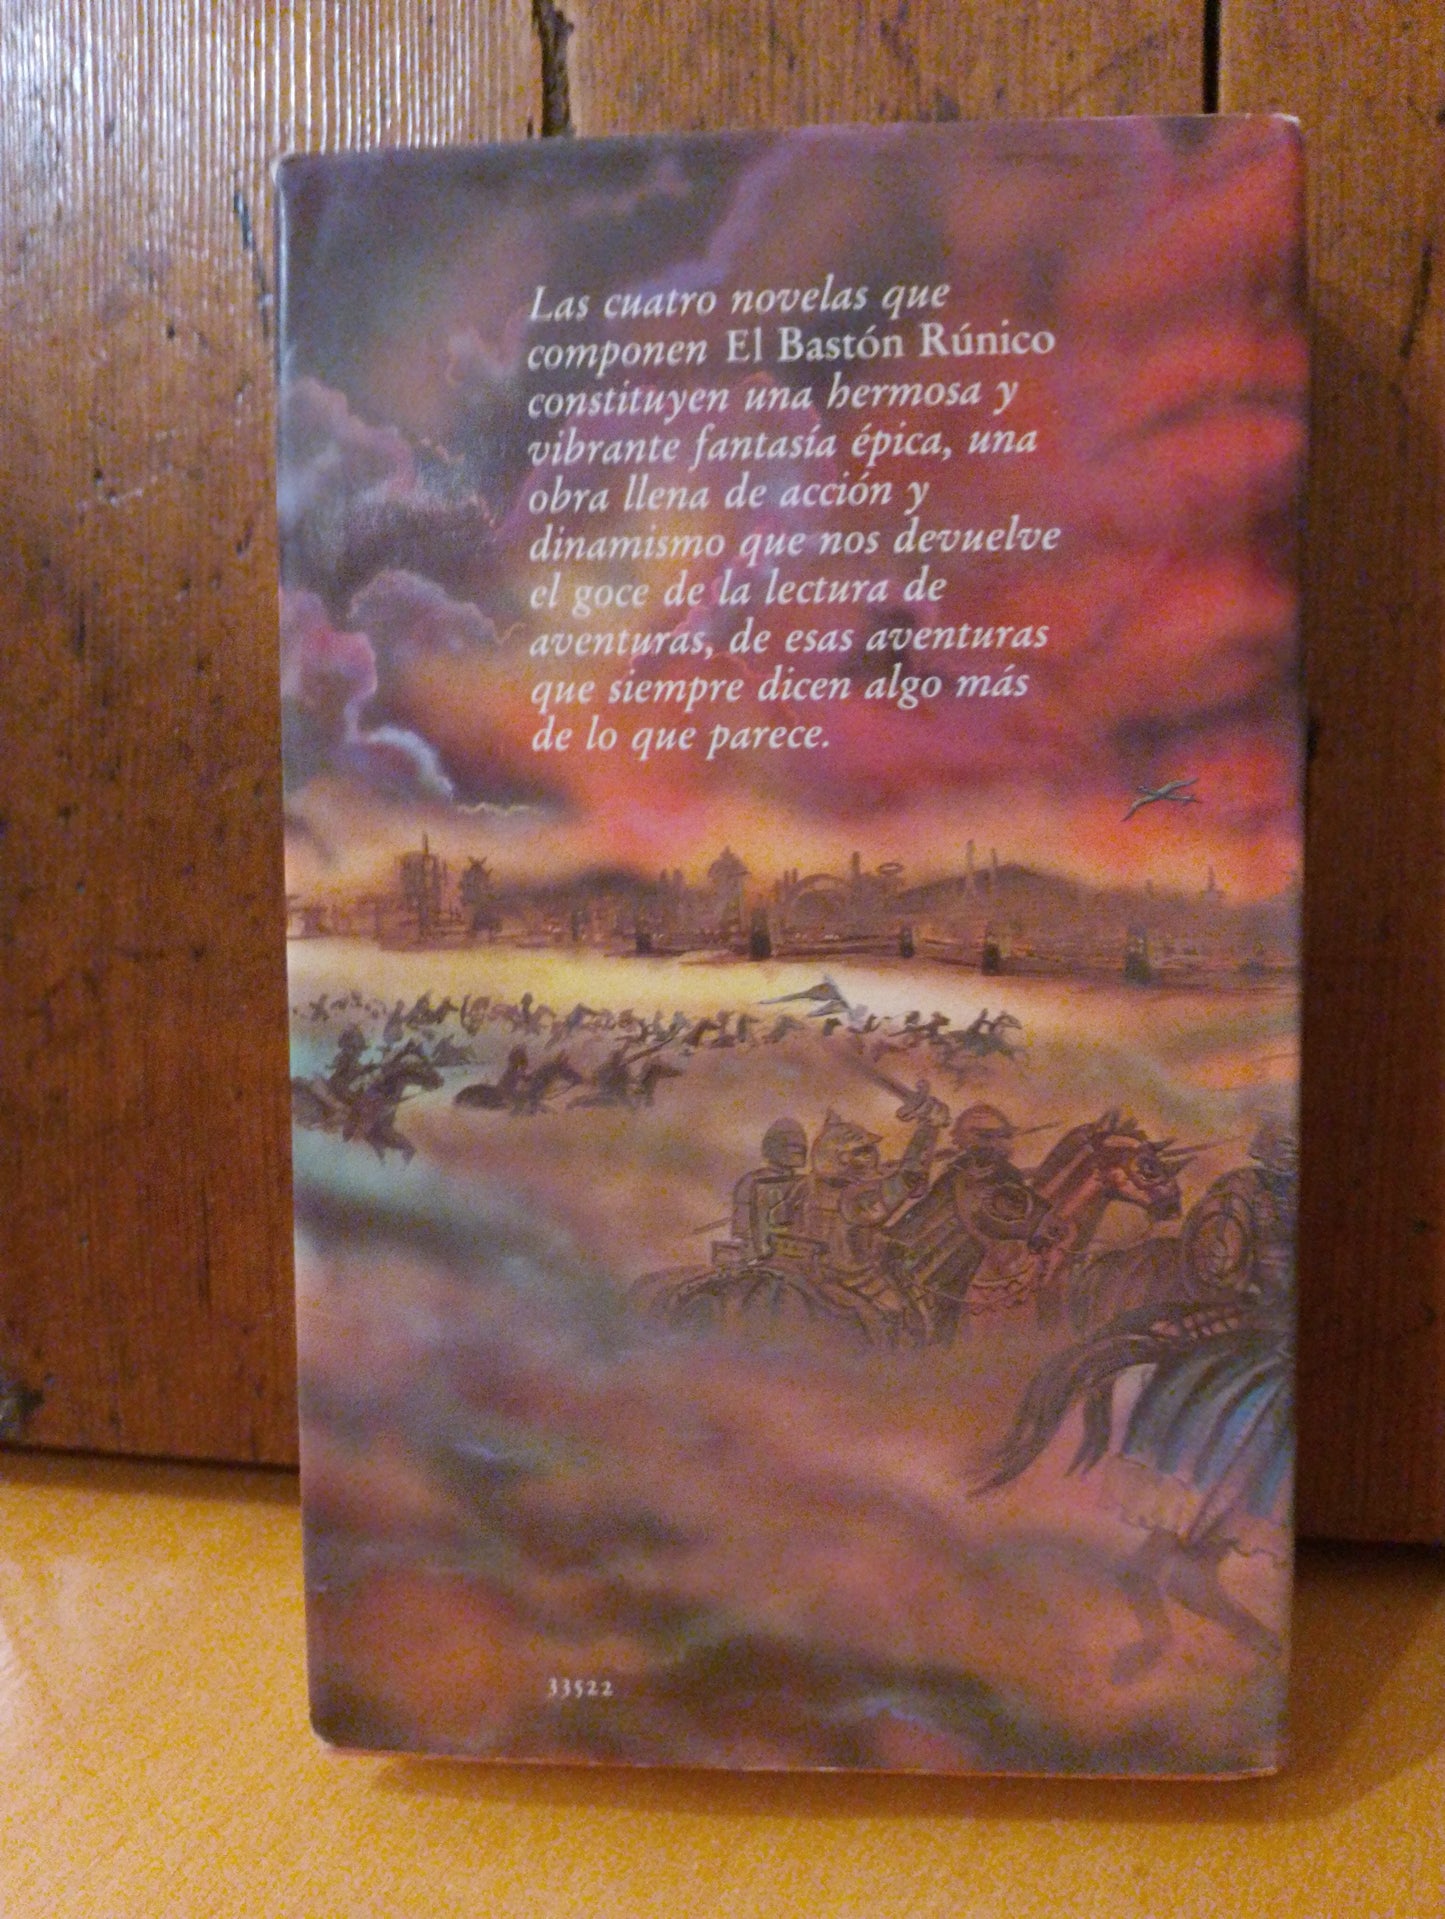 Las cuatro novelas que
componen El Bastón Rúnico
constituyen una hermosa y
vibrante fantasía épica, una
obra llena de acción y
dinamismo que nos devuelve
el goce de la lectura de
aventuras, de esas aventuras
que siempre dicen algo más
de lo que parece.
33522